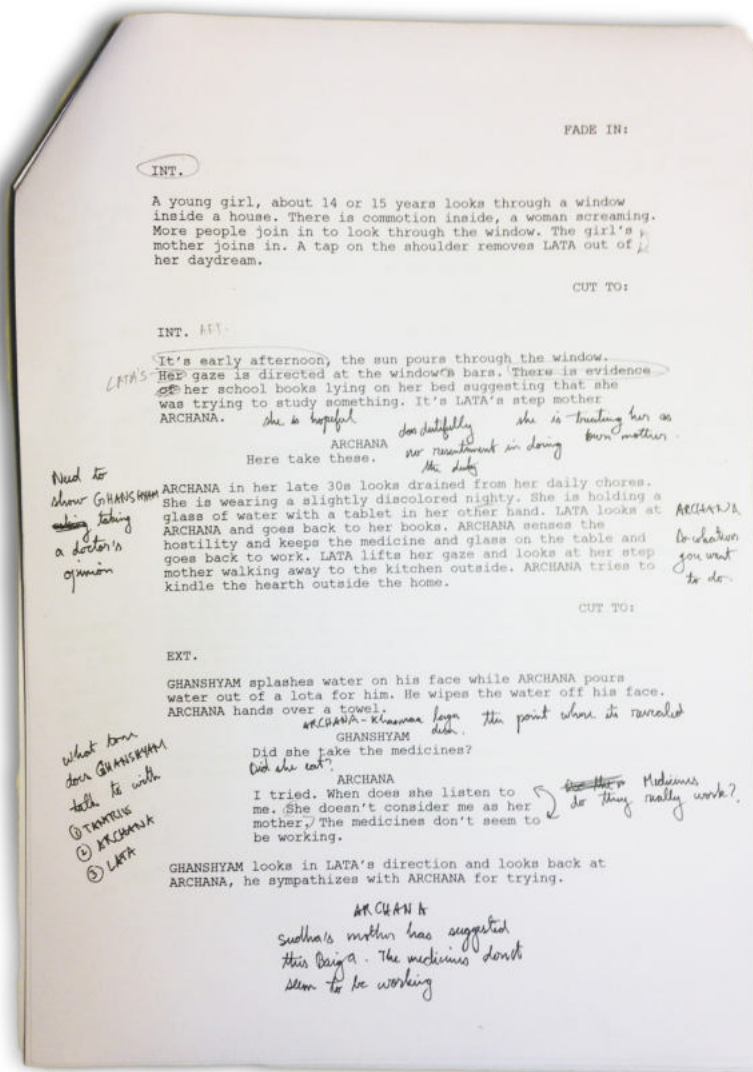 FADE IN:
INT.
A young girl, about 14 or 15 years looks through a window
inside a house. There is commotion inside, a woman screaming.
More people join in to look through the window. The girl's
mother joins in. A tap on the shoulder removes LATA out of
her daydream.
CUT TO:
INT. AFT.
It's early afternoon, the sun pours through the window.
LATA'S
Her gaze is directed at the window's bars. There is evidence
of her school books lying on her bed suggesting that she
was trying to study something. It's LATA's step mother
ARCHANA.
she is hopeful
does dutifully
no resentment in doing
the duty
she is treating her as
own mother.
ARCHANA
Here take these.
Need to
show GHANSHYAM
taking
a doctor's
opinion
ARCHANA in her late 30s looks drained from her daily chores.
She is wearing a slightly discolored nighty. She is holding a
glass of water with a tablet in her other hand. LATA looks at
ARCHANA and goes back to her books. ARCHANA senses the
hostility and keeps the medicine and glass on the table and
goes back to work. LATA lifts her gaze and looks at her step
mother walking away to the kitchen outside. ARCHANA tries to
kindle the hearth outside the home.
ARCHANA
Do whatever
you want
to do.
CUT TO:
EXT.
GHANSHYAM splashes water on his face while ARCHANA pours
water out of a lota for him. He wipes the water off his face.
ARCHANA hands over a towel.
ARCHANA - Khaanaa laga
doon.
the point where its revealed
GHANSHYAM
Did she take the medicines?
Did she eat?
ARCHANA
I tried. When does she listen to
me. She doesn't consider me as her
mother. The medicines don't seem to
be working.
Medicines
do they really work?
what tone
does GHANSHYAM
talk to with
① TANTRIK
② ARCHANA
③ LATA
GHANSHYAM looks in LATA's direction and looks back at
ARCHANA, he sympathizes with ARCHANA for trying.
ARCHANA
Sudha's mother has suggested
this Baiga. The medicines dont
seem to be working